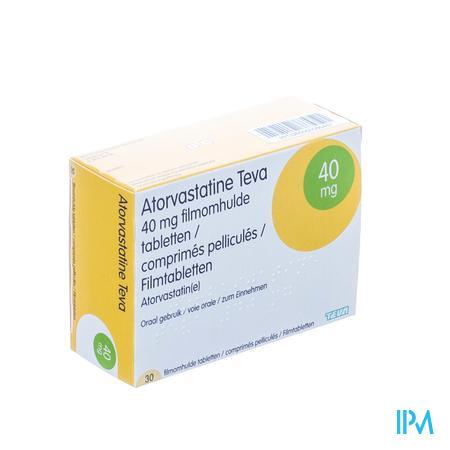 Atorvastatine Teva
40 mg filmomhulde
tabletten /
comprimés pelliculés /
Filmtabletten
Atorvastatin(e)
Oraal gebruik / voie orale / zum Einnehmen
40
mg
TEVA
30
filmomhulde tabletten / comprimés pelliculés / Filmtabletten
Atorvastatine Teva
40
mg
30
IPM